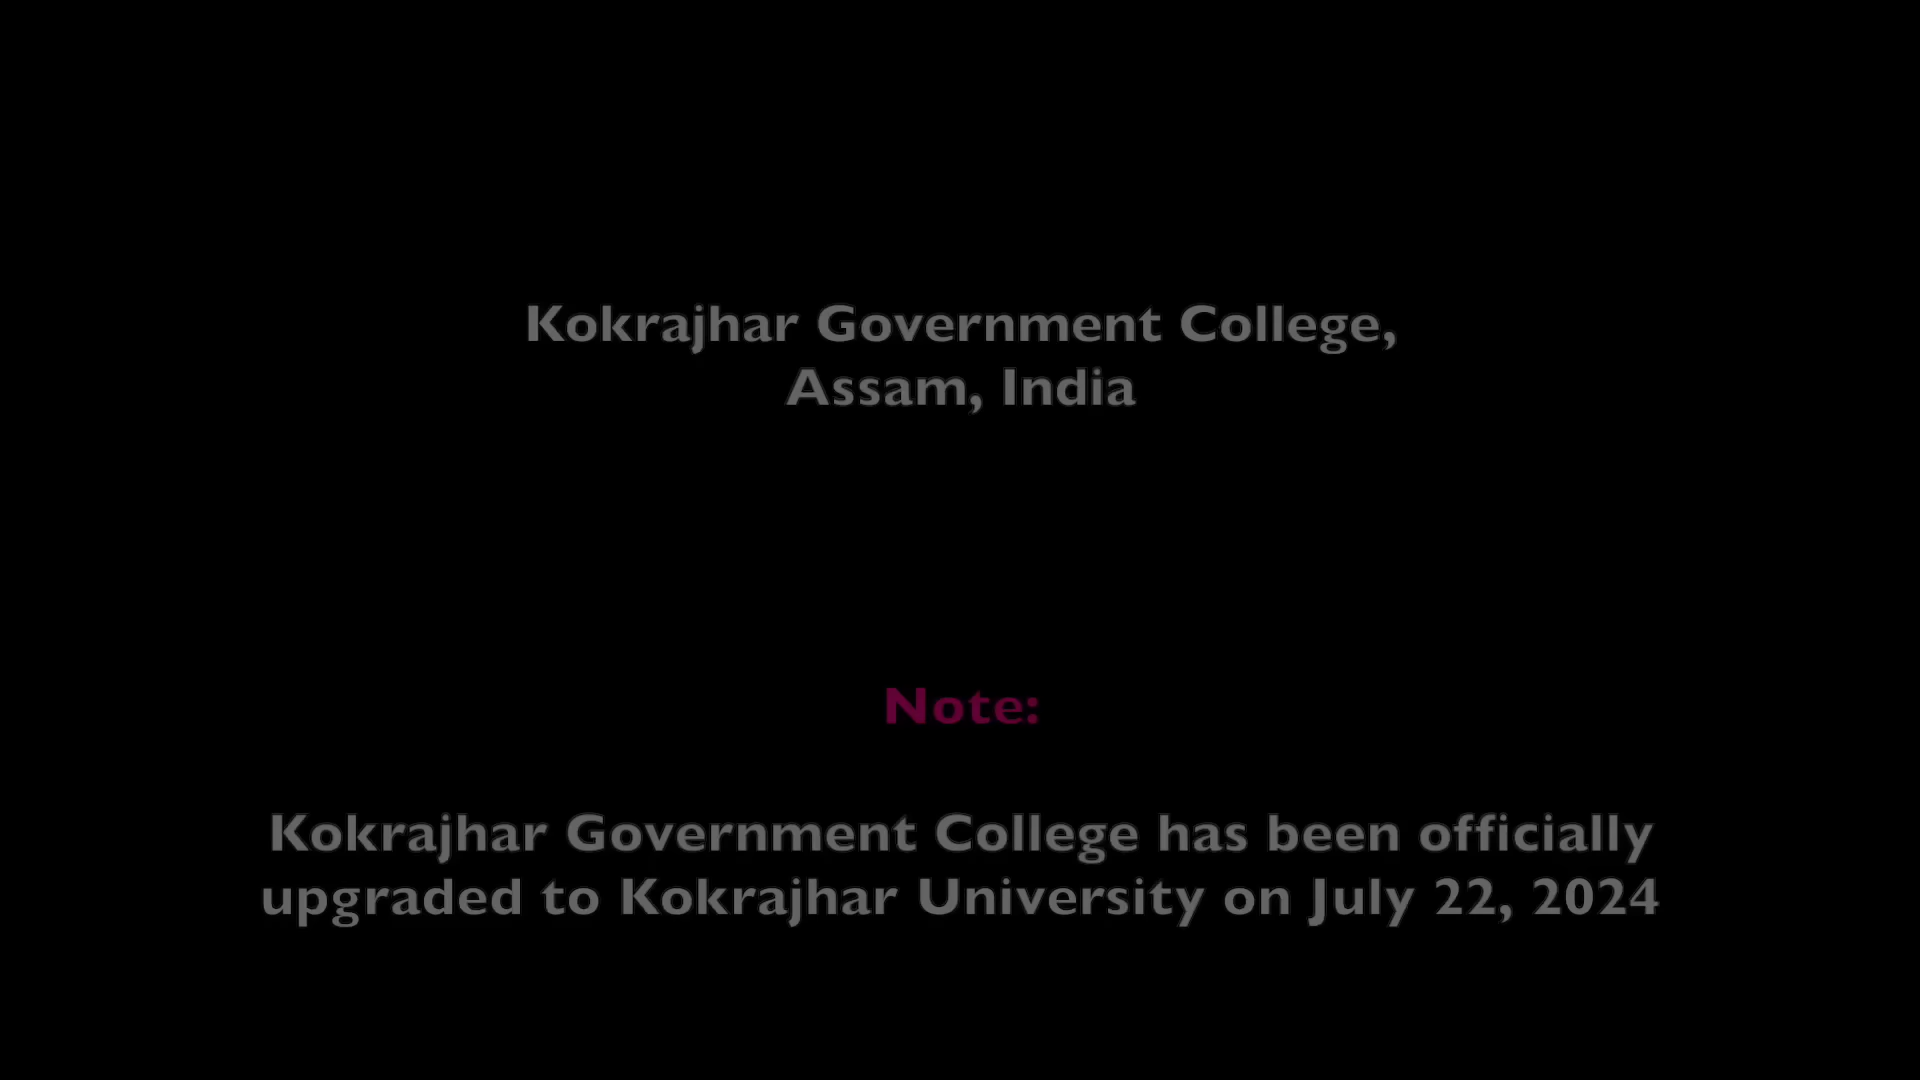 Kokrajhar Government College,
Assam, India
Note:
Kokrajhar Government College has been officially
upgraded to Kokrajhar University on July 22, 2024